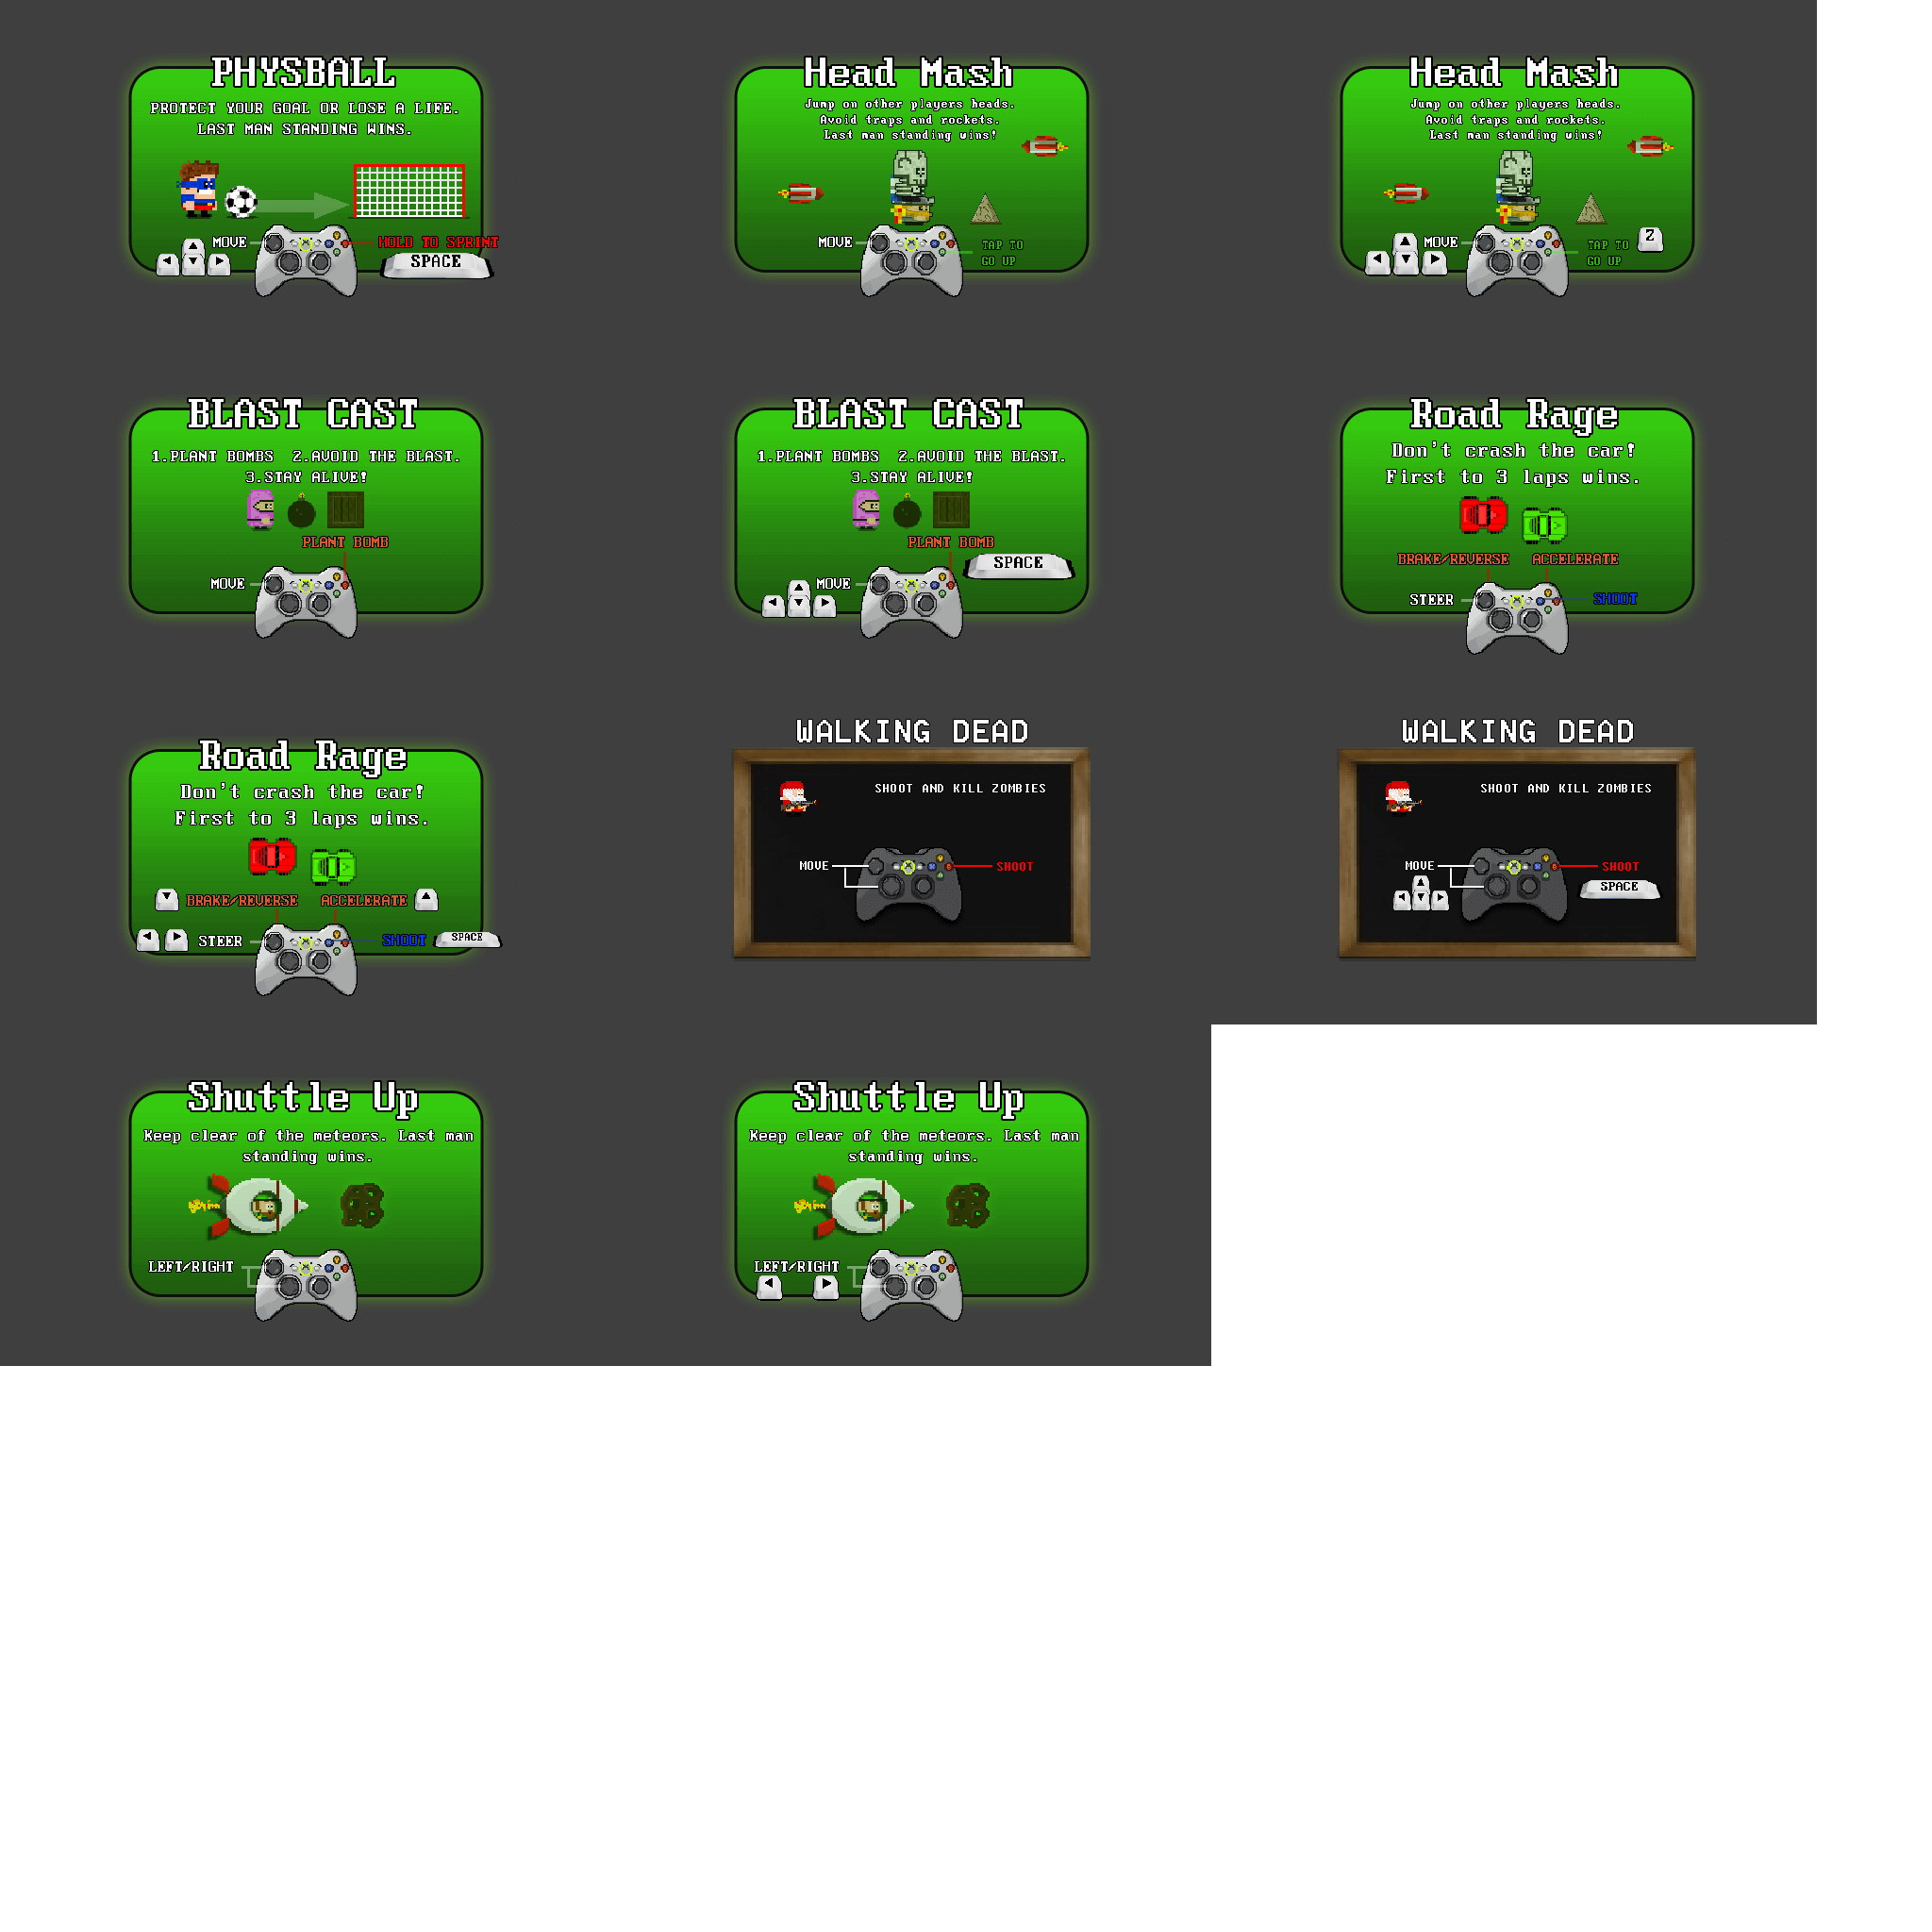 PHYSBALL
PROTECT YOUR GOAL OR LOSE A LIFE.
LAST MAN STANDING WINS.
MOVE
HOLD TO SPRINT
SPACE
Head Mash
Jump on other players heads.
Avoid traps and rockets.
Last man standing wins!
MOVE
TAP TO
GO UP
Head Mash
Jump on other players heads.
Avoid traps and rockets.
Last man standing wins!
MOVE
TAP TO
GO UP
Z
BLAST CAST
1.PLANT BOMBS  2.AVOID THE BLAST.
3.STAY ALIVE!
PLANT BOMB
MOVE
BLAST CAST
1.PLANT BOMBS  2.AVOID THE BLAST.
3.STAY ALIVE!
PLANT BOMB
SPACE
MOVE
Road Rage
Don't crash the car!
First to 3 laps wins.
BRAKE/REVERSE ACCELERATE
STEER
SHOOT
Road Rage
Don't crash the car!
First to 3 laps wins.
BRAKE/REVERSE ACCELERATE
STEER
SHOOT
SPACE
WALKING DEAD
SHOOT AND KILL ZOMBIES
MOVE
SHOOT
WALKING DEAD
SHOOT AND KILL ZOMBIES
MOVE
SHOOT
SPACE
Shuttle Up
Keep clear of the meteors. Last man
standing wins.
LEFT/RIGHT
Shuttle Up
Keep clear of the meteors. Last man
standing wins.
LEFT/RIGHT